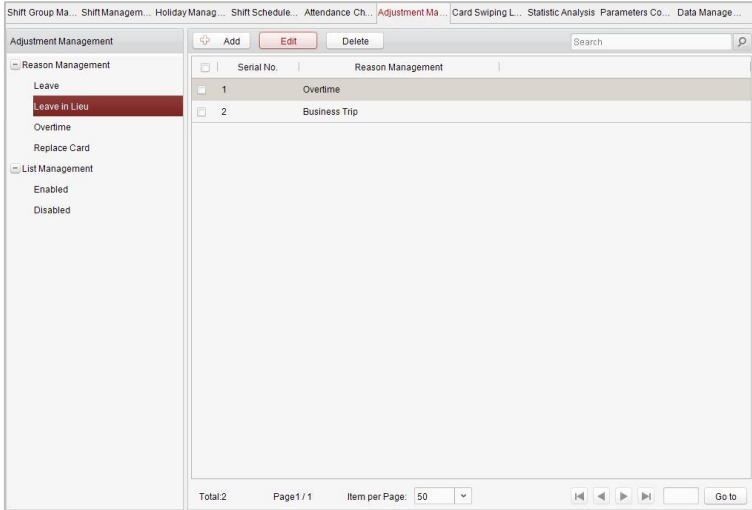 Shift Group Ma... Shift Managem... Holiday Manag... Shift Schedule... Attendance Ch... Adjustment Ma... Card Swiping L... Statistic Analysis Parameters Co... Data Manage...
Adjustment Management
Add Edit Delete Search
Reason Management
Leave
Leave in Lieu
Overtime
Replace Card
List Management
Enabled
Disabled
Serial No. Reason Management
1 Overtime
2 Business Trip
Total:2 Page1 / 1 Item per Page: 50 Go to